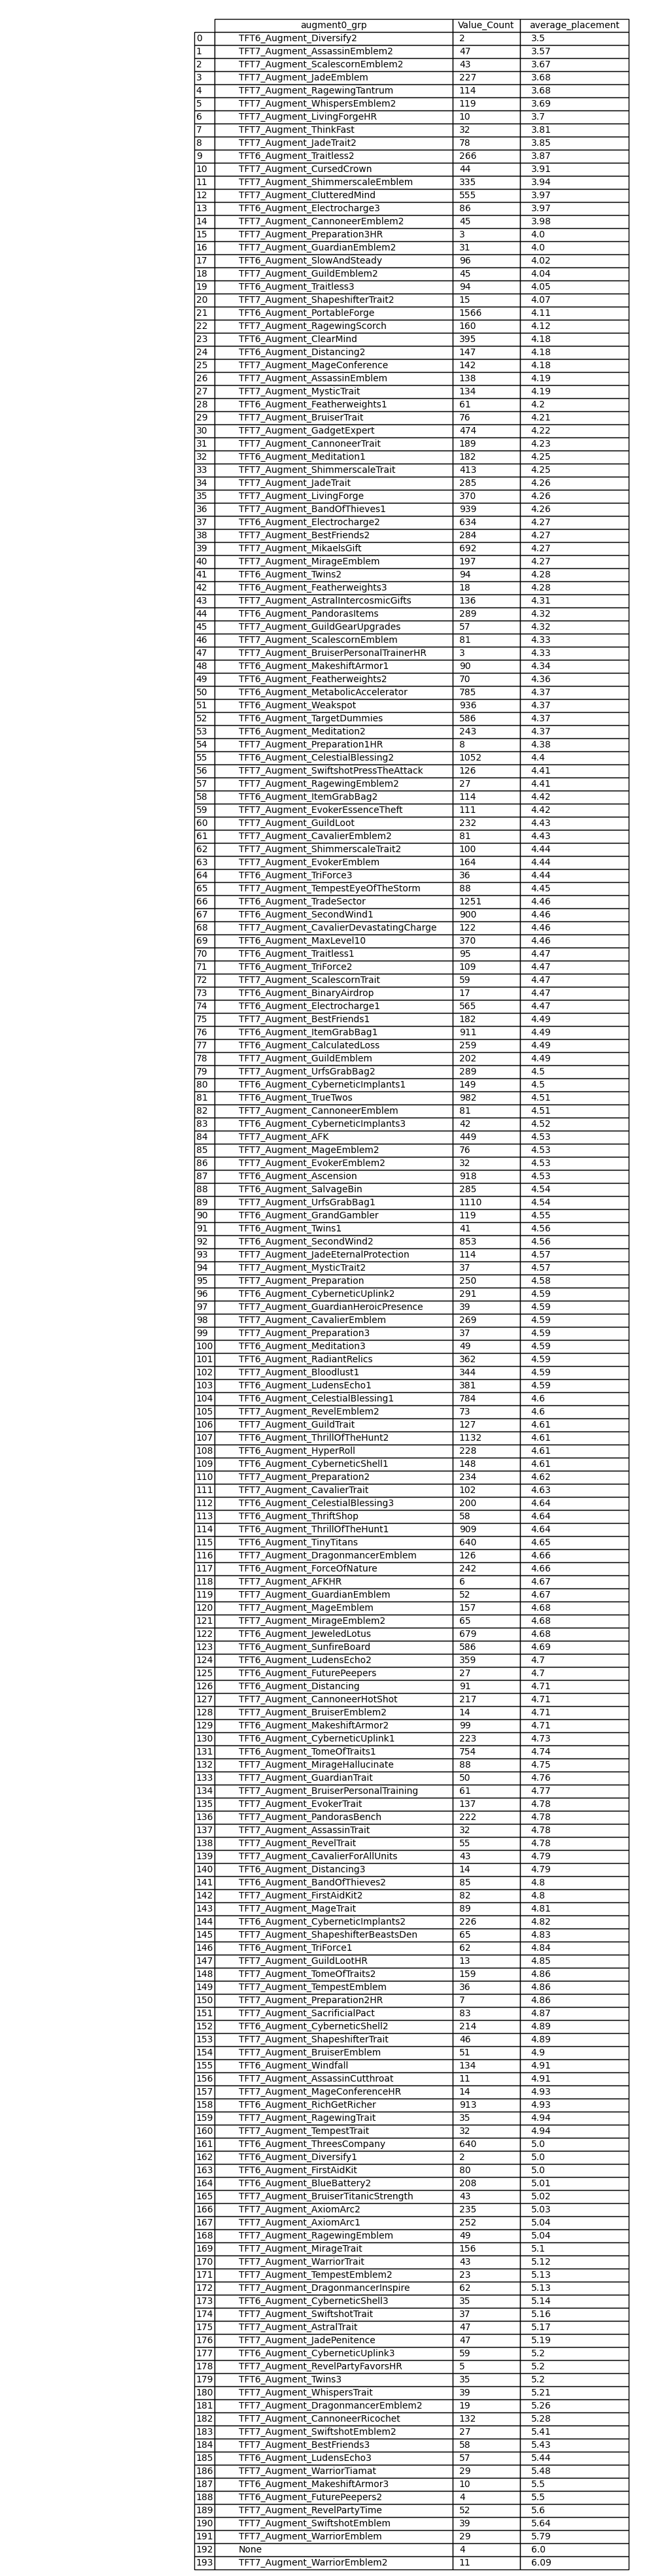 augment0_grp Value_Count average_placement
0 TFT6_Augment_Diversify2 2 3.5
1 TFT7_Augment_AssassinEmblem2 47 3.57
2 TFT7_Augment_ScalescornEmblem2 43 3.67
3 TFT7_Augment_JadeEmblem 227 3.68
4 TFT7_Augment_RagewingTantrum 114 3.68
5 TFT7_Augment_WhispersEmblem2 119 3.69
6 TFT7_Augment_LivingForgeHR 10 3.7
7 TFT7_Augment_ThinkFast 32 3.81
8 TFT7_Augment_JadeTrait2 78 3.85
9 TFT6_Augment_Traitless2 266 3.87
10 TFT7_Augment_CursedCrown 44 3.91
11 TFT7_Augment_ShimmerscaleEmblem 335 3.94
12 TFT7_Augment_ClutteredMind 555 3.97
13 TFT6_Augment_Electrocharge3 86 3.97
14 TFT7_Augment_CannoneerEmblem2 45 3.98
15 TFT7_Augment_Preparation3HR 3 4.0
16 TFT7_Augment_GuardianEmblem2 31 4.0
17 TFT6_Augment_SlowAndSteady 96 4.02
18 TFT7_Augment_GuildEmblem2 45 4.04
19 TFT6_Augment_Traitless3 94 4.05
20 TFT7_Augment_ShapeshifterTrait2 15 4.07
21 TFT6_Augment_PortableForge 1566 4.11
22 TFT7_Augment_RagewingScorch 160 4.12
23 TFT6_Augment_ClearMind 395 4.18
24 TFT6_Augment_Distancing2 147 4.18
25 TFT7_Augment_MageConference 142 4.18
26 TFT7_Augment_AssassinEmblem 138 4.19
27 TFT7_Augment_MysticTrait 134 4.19
28 TFT6_Augment_Featherweights1 61 4.2
29 TFT7_Augment_BruiserTrait 76 4.21
30 TFT7_Augment_GadgetExpert 474 4.22
31 TFT7_Augment_CannoneerTrait 189 4.23
32 TFT6_Augment_Meditation1 182 4.25
33 TFT7_Augment_ShimmerscaleTrait 413 4.25
34 TFT7_Augment_JadeTrait 285 4.26
35 TFT7_Augment_LivingForge 370 4.26
36 TFT7_Augment_BandOfThieves1 939 4.26
37 TFT6_Augment_Electrocharge2 634 4.27
38 TFT7_Augment_BestFriends2 284 4.27
39 TFT7_Augment_MikaelsGift 692 4.27
40 TFT7_Augment_MirageEmblem 197 4.27
41 TFT6_Augment_Twins2 94 4.28
42 TFT6_Augment_Featherweights3 18 4.28
43 TFT7_Augment_AstralIntercosmicGifts 136 4.31
44 TFT6_Augment_PandorasItems 289 4.32
45 TFT7_Augment_GuildGearUpgrades 57 4.32
46 TFT7_Augment_ScalescornEmblem 81 4.33
47 TFT7_Augment_BruiserPersonalTrainerHR 3 4.33
48 TFT6_Augment_MakeshiftArmor1 90 4.34
49 TFT6_Augment_Featherweights2 70 4.36
50 TFT6_Augment_MetabolicAccelerator 785 4.37
51 TFT6_Augment_Weakspot 936 4.37
52 TFT6_Augment_TargetDummies 586 4.37
53 TFT6_Augment_Meditation2 243 4.37
54 TFT7_Augment_Preparation1HR 8 4.38
55 TFT6_Augment_CelestialBlessing2 1052 4.4
56 TFT7_Augment_SwiftshotPressTheAttack 126 4.41
57 TFT7_Augment_RagewingEmblem2 27 4.41
58 TFT6_Augment_ItemGrabBag2 114 4.42
59 TFT7_Augment_EvokerEssenceTheft 111 4.42
60 TFT7_Augment_GuildLoot 232 4.43
61 TFT7_Augment_CavalierEmblem2 81 4.43
62 TFT7_Augment_ShimmerscaleTrait2 100 4.44
63 TFT7_Augment_EvokerEmblem 164 4.44
64 TFT6_Augment_TriForce3 36 4.44
65 TFT7_Augment_TempestEyeOfTheStorm 88 4.45
66 TFT6_Augment_TradeSector 1251 4.46
67 TFT6_Augment_SecondWind1 900 4.46
68 TFT7_Augment_CavalierDevastatingCharge 122 4.46
69 TFT6_Augment_MaxLevel10 370 4.46
70 TFT6_Augment_Traitless1 95 4.47
71 TFT6_Augment_TriForce2 109 4.47
72 TFT7_Augment_ScalescornTrait 59 4.47
73 TFT6_Augment_BinaryAirdrop 17 4.47
74 TFT6_Augment_Electrocharge1 565 4.47
75 TFT7_Augment_BestFriends1 182 4.49
76 TFT6_Augment_ItemGrabBag1 911 4.49
77 TFT6_Augment_CalculatedLoss 259 4.49
78 TFT7_Augment_GuildEmblem 202 4.49
79 TFT7_Augment_UrfsGrabBag2 289 4.5
80 TFT6_Augment_CyberneticImplants1 149 4.5
81 TFT6_Augment_TrueTwos 982 4.51
82 TFT7_Augment_CannoneerEmblem 81 4.51
83 TFT6_Augment_CyberneticImplants3 42 4.52
84 TFT7_Augment_AFK 449 4.53
85 TFT7_Augment_MageEmblem2 76 4.53
86 TFT7_Augment_EvokerEmblem2 32 4.53
87 TFT6_Augment_Ascension 918 4.53
88 TFT6_Augment_SalvageBin 285 4.54
89 TFT7_Augment_UrfsGrabBag1 1110 4.54
90 TFT6_Augment_GrandGambler 119 4.55
91 TFT6_Augment_Twins1 41 4.56
92 TFT6_Augment_SecondWind2 853 4.56
93 TFT7_Augment_JadeEternalProtection 114 4.57
94 TFT7_Augment_MysticTrait2 37 4.57
95 TFT7_Augment_Preparation 250 4.58
96 TFT6_Augment_CyberneticUplink2 291 4.59
97 TFT7_Augment_GuardianHeroicPresence 39 4.59
98 TFT7_Augment_CavalierEmblem 269 4.59
99 TFT7_Augment_Preparation3 37 4.59
100 TFT6_Augment_Meditation3 49 4.59
101 TFT6_Augment_RadiantRelics 362 4.59
102 TFT7_Augment_Bloodlust1 344 4.59
103 TFT6_Augment_LudensEcho1 381 4.59
104 TFT6_Augment_CelestialBlessing1 784 4.6
105 TFT7_Augment_RevelEmblem2 73 4.6
106 TFT7_Augment_GuildTrait 127 4.61
107 TFT6_Augment_ThrillOfTheHunt2 1132 4.61
108 TFT6_Augment_HyperRoll 228 4.61
109 TFT6_Augment_CyberneticShell1 148 4.61
110 TFT7_Augment_Preparation2 234 4.62
111 TFT7_Augment_CavalierTrait 102 4.63
112 TFT6_Augment_CelestialBlessing3 200 4.64
113 TFT6_Augment_ThriftShop 58 4.64
114 TFT6_Augment_ThrillOfTheHunt1 909 4.64
115 TFT6_Augment_TinyTitans 640 4.65
116 TFT7_Augment_DragonmancerEmblem 126 4.66
117 TFT6_Augment_ForceOfNature 242 4.66
118 TFT7_Augment_AFKHR 6 4.67
119 TFT7_Augment_GuardianEmblem 52 4.67
120 TFT7_Augment_MageEmblem 157 4.68
121 TFT7_Augment_MirageEmblem2 65 4.68
122 TFT6_Augment_JeweledLotus 679 4.68
123 TFT6_Augment_SunfireBoard 586 4.69
124 TFT6_Augment_LudensEcho2 359 4.7
125 TFT6_Augment_FuturePeepers 27 4.7
126 TFT6_Augment_Distancing 91 4.71
127 TFT7_Augment_CannoneerHotShot 217 4.71
128 TFT7_Augment_BruiserEmblem2 14 4.71
129 TFT6_Augment_MakeshiftArmor2 99 4.71
130 TFT6_Augment_CyberneticUplink1 223 4.73
131 TFT6_Augment_TomeOfTraits1 754 4.74
132 TFT7_Augment_MirageHallucinate 88 4.75
133 TFT7_Augment_GuardianTrait 50 4.76
134 TFT7_Augment_BruiserPersonalTraining 61 4.77
135 TFT7_Augment_EvokerTrait 137 4.78
136 TFT7_Augment_PandorasBench 222 4.78
137 TFT7_Augment_AssassinTrait 32 4.78
138 TFT7_Augment_RevelTrait 55 4.78
139 TFT7_Augment_CavalierForAllUnits 43 4.79
140 TFT6_Augment_Distancing3 14 4.79
141 TFT6_Augment_BandOfThieves2 85 4.8
142 TFT7_Augment_FirstAidKit2 82 4.8
143 TFT7_Augment_MageTrait 89 4.81
144 TFT6_Augment_CyberneticImplants2 226 4.82
145 TFT7_Augment_ShapeshifterBeastsDen 65 4.83
146 TFT6_Augment_TriForce1 62 4.84
147 TFT7_Augment_GuildLootHR 13 4.85
148 TFT7_Augment_TomeOfTraits2 159 4.86
149 TFT7_Augment_TempestEmblem 36 4.86
150 TFT7_Augment_Preparation2HR 7 4.86
151 TFT7_Augment_SacrificialPact 83 4.87
152 TFT6_Augment_CyberneticShell2 214 4.89
153 TFT7_Augment_ShapeshifterTrait 46 4.89
154 TFT7_Augment_BruiserEmblem 51 4.9
155 TFT6_Augment_Windfall 134 4.91
156 TFT7_Augment_AssassinCutthroat 11 4.91
157 TFT7_Augment_MageConferenceHR 14 4.93
158 TFT6_Augment_RichGetRicher 913 4.93
159 TFT7_Augment_RagewingTrait 35 4.94
160 TFT7_Augment_TempestTrait 32 4.94
161 TFT6_Augment_ThreesCompany 640 5.0
162 TFT6_Augment_Diversify1 2 5.0
163 TFT6_Augment_FirstAidKit 80 5.0
164 TFT6_Augment_BlueBattery2 208 5.01
165 TFT7_Augment_BruiserTitanicStrength 43 5.02
166 TFT7_Augment_AxiomArc2 235 5.03
167 TFT7_Augment_AxiomArc1 252 5.04
168 TFT7_Augment_RagewingEmblem 49 5.04
169 TFT7_Augment_MirageTrait 156 5.1
170 TFT7_Augment_WarriorTrait 43 5.12
171 TFT7_Augment_TempestEmblem2 23 5.13
172 TFT7_Augment_DragonmancerInspire 62 5.13
173 TFT6_Augment_CyberneticShell3 35 5.14
174 TFT7_Augment_SwiftshotTrait 37 5.16
175 TFT7_Augment_AstralTrait 47 5.17
176 TFT7_Augment_JadePenitence 47 5.19
177 TFT6_Augment_CyberneticUplink3 59 5.2
178 TFT7_Augment_RevelPartyFavorsHR 5 5.2
179 TFT6_Augment_Twins3 35 5.2
180 TFT7_Augment_WhispersTrait 39 5.21
181 TFT7_Augment_DragonmancerEmblem2 19 5.26
182 TFT7_Augment_CannoneerRicochet 132 5.28
183 TFT7_Augment_SwiftshotEmblem2 27 5.41
184 TFT7_Augment_BestFriends3 58 5.43
185 TFT6_Augment_LudensEcho3 57 5.44
186 TFT7_Augment_WarriorTiamat 29 5.48
187 TFT6_Augment_MakeshiftArmor3 10 5.5
188 TFT6_Augment_FuturePeepers2 4 5.5
189 TFT7_Augment_RevelPartyTime 52 5.6
190 TFT7_Augment_SwiftshotEmblem 39 5.64
191 TFT7_Augment_WarriorEmblem 29 5.79
192 None 4 6.0
193 TFT7_Augment_WarriorEmblem2 11 6.09